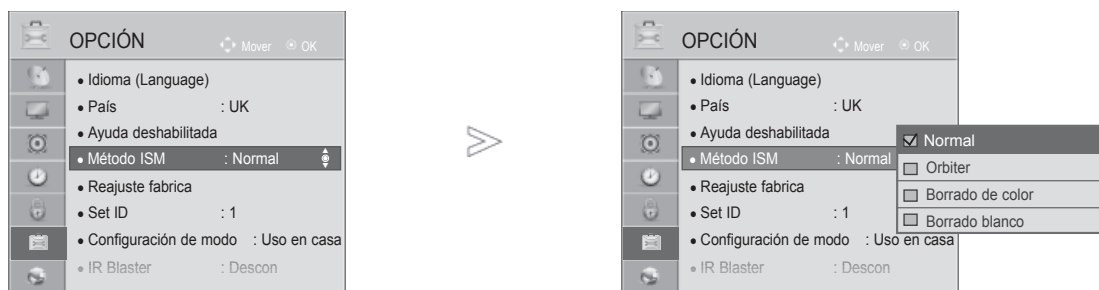 OPCIÓN Mover OK
• Idioma (Language)
• País : UK
• Ayuda deshabilitada
• Método ISM : Normal
• Reajuste fabrica
• Set ID : 1
• Configuración de modo : Uso en casa
• IR Blaster : Descon
OPCIÓN Mover OK
• Idioma (Language)
• País : UK
• Ayuda deshabilitada
• Método ISM : Normal
• Reajuste fabrica
• Set ID : 1
• Configuración de modo : Uso en casa
• IR Blaster : Descon
Normal
Orbiter
Borrado de color
Borrado blanco